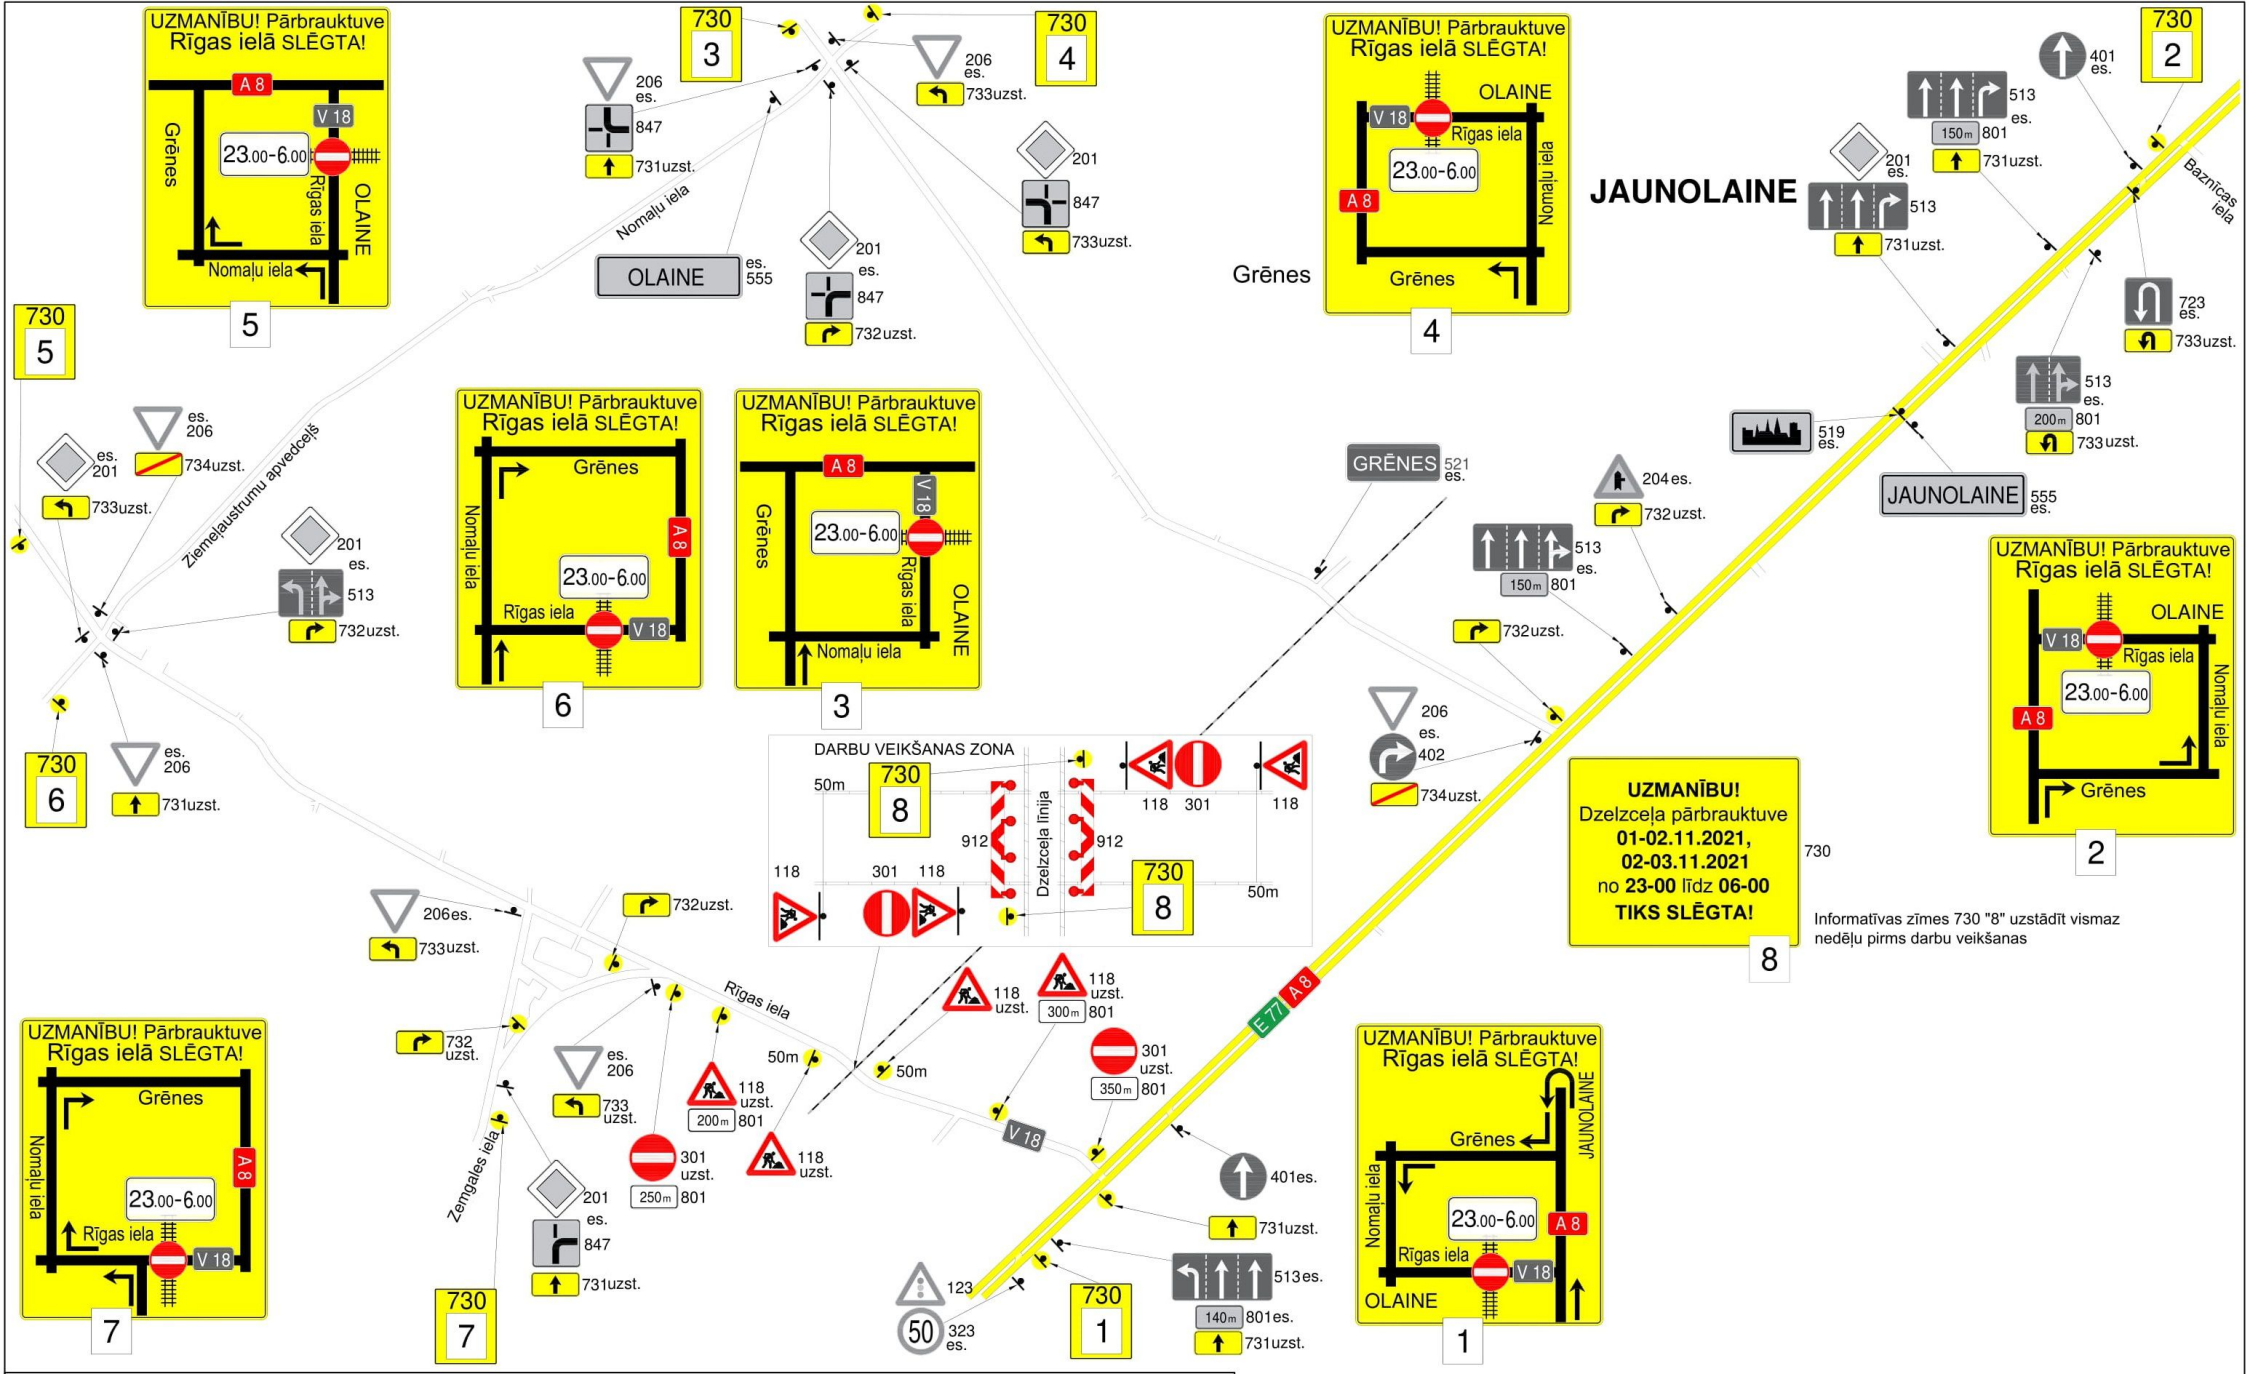 UZMANĪBU! Pārbrauktuve
Rīgas ielā SLĒGTA!
A 8
V 18
Grēnes
23.00-6.00
Rīgas iela
OLAINE
Nomaļu iela
5
730
3
730
4
206
es.
847
731uzst.
206
es.
733uzst.
201
847
733uzst.
201
es.
847
732uzst.
Nomaļu iela
OLAINE
es.
555
UZMANĪBU! Pārbrauktuve
Rīgas ielā SLĒGTA!
OLAINE
V 18
Rīgas iela
23.00-6.00
A 8
Nomaļu iela
Grēnes
4
Grēnes
JAUNOLAINE
730
2
401
es.
513
es.
150m 801
731uzst.
201
es.
513
731uzst.
Baznīcas
iela
723
es.
733uzst.
513
es.
200m 801
733uzst.
519
es.
JAUNOLAINE
555
es.
730
5
es.
206
734uzst.
es.
201
733uzst.
Ziemeļaustrumu apvedceļš
201
es.
513
732uzst.
730
6
es.
206
731uzst.
UZMANĪBU! Pārbrauktuve
Rīgas ielā SLĒGTA!
Grēnes
Nomaļu iela
A 8
23.00-6.00
Rīgas iela
V 18
6
UZMANĪBU! Pārbrauktuve
Rīgas ielā SLĒGTA!
A 8
V 18
Grēnes
23.00-6.00
Rīgas iela
OLAINE
Nomaļu iela
3
GRĒNES
521
es.
204es.
732uzst.
513
es.
150m 801
732uzst.
206
es.
402
734uzst.
UZMANĪBU! Pārbrauktuve
Rīgas ielā SLĒGTA!
OLAINE
V 18
Rīgas iela
23.00-6.00
A 8
Nomaļu iela
Grēnes
2
DARBU VEIKŠANAS ZONA
50m
730
8
912
Dzelzceļa līnija
912
118
301
118
118
301
118
730
8
50m
UZMANĪBU!
Dzelzceļa pārbrauktuve
01-02.11.2021,
02-03.11.2021
no 23-00 līdz 06-00
TIKS SLĒGTA!
8
730
Informatīvas zīmes 730 "8" uzstādīt vismaz
nedēļu pirms darbu veikšanas
206es.
733uzst.
732uzst.
732
uzst.
es.
206
733
uzst.
Rīgas iela
50m
50m
118
uzst.
118
uzst.
300m 801
301
uzst.
350m 801
118
uzst.
200m 801
301
uzst.
250m 801
118
uzst.
V 18
E 77
A 8
Zemgales iela
201
es.
847
731uzst.
730
7
401es.
731uzst.
513es.
140m 801es.
731uzst.
123
50
323
es.
730
1
UZMANĪBU! Pārbrauktuve
Rīgas ielā SLĒGTA!
Grēnes
Nomaļu iela
A 8
23.00-6.00
Rīgas iela
V 18
7
UZMANĪBU! Pārbrauktuve
Rīgas ielā SLĒGTA!
JAUNOLAINE
Grēnes
Nomaļu iela
23.00-6.00
A 8
Rīgas iela
V 18
OLAINE
1